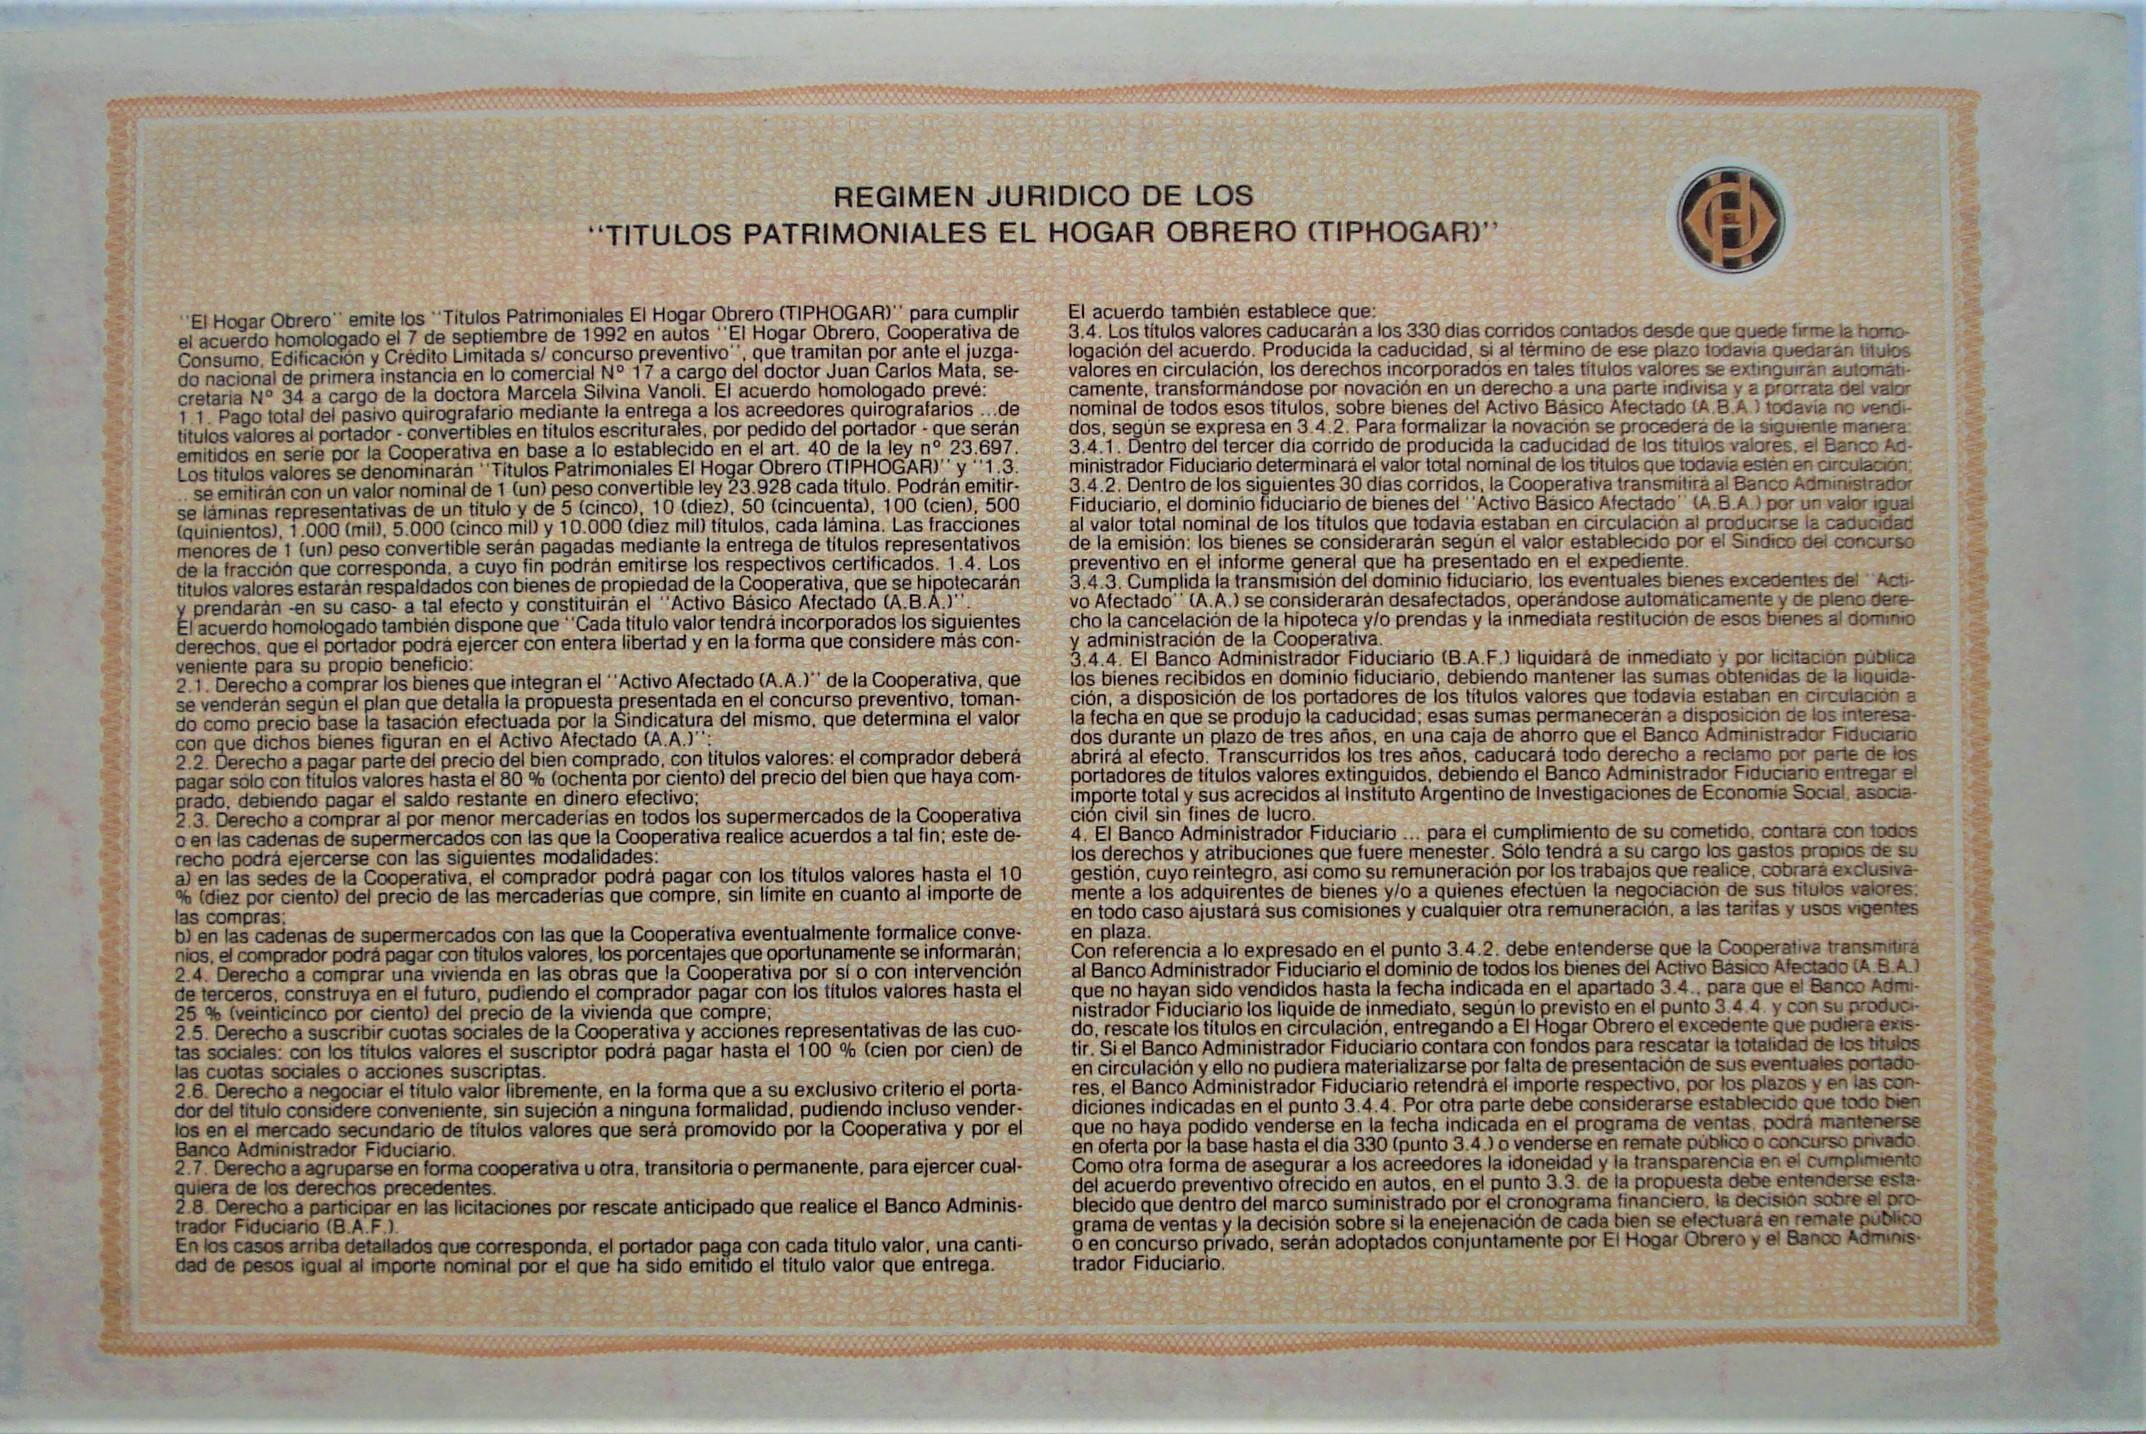 REGIMEN JURIDICO DE LOS
"TITULOS PATRIMONIALES EL HOGAR OBRERO (TIPHOGAR)"
"El Hogar Obrero" emite los "Títulos Patrimoniales El Hogar Obrero (TIPHOGAR)" para cumplir
el acuerdo homologado el 7 de septiembre de 1992 en autos "El Hogar Obrero, Cooperativa de
Consumo, Edificación y Crédito Limitada s/ concurso preventivo", que tramitan por ante el juzga-
do nacional de primera instancia en lo comercial Nº 17 a cargo del doctor Juan Carlos Mata, se-
cretaría Nº 34 a cargo de la doctora Marcela Silvina Vanoli. El acuerdo homologado prevé:
1.1. Pago total del pasivo quirografario mediante la entrega a los acreedores quirografarios ...de
títulos valores al portador - convertibles en títulos escriturales, por pedido del portador - que serán
emitidos en serie por la Cooperativa en base a lo establecido en el art. 40 de la ley nº 23.697.
Los títulos valores se denominarán "Títulos Patrimoniales El Hogar Obrero (TIPHOGAR)" y "1.3.
... se emitirán con un valor nominal de 1 (un) peso convertible ley 23.928 cada título. Podrán emitir-
se láminas representativas de un título y de 5 (cinco), 10 (diez), 50 (cincuenta), 100 (cien), 500
(quinientos), 1.000 (mil), 5.000 (cinco mil) y 10.000 (diez mil) títulos, cada lámina. Las fracciones
menores de 1 (un) peso convertible serán pagadas mediante la entrega de títulos representativos
de la fracción que corresponda, a cuyo fin podrán emitirse los respectivos certificados. 1.4. Los
títulos valores estarán respaldados con bienes de propiedad de la Cooperativa, que se hipotecarán
y prendarán -en su caso- a tal efecto y constituirán el "Activo Básico Afectado (A.B.A.)".
El acuerdo homologado también dispone que "Cada título valor tendrá incorporados los siguientes
derechos, que el portador podrá ejercer con entera libertad y en la forma que considere más con-
veniente para su propio beneficio:
2.1. Derecho a comprar los bienes que integran el "Activo Afectado (A.A.)" de la Cooperativa, que
se venderán según el plan que detalla la propuesta presentada en el concurso preventivo, toman-
do como precio base la tasación efectuada por la Sindicatura del mismo, que determina el valor
con que dichos bienes figuran en el Activo Afectado (A.A.)";
2.2. Derecho a pagar parte del precio del bien comprado, con títulos valores: el comprador deberá
pagar sólo con títulos valores hasta el 80 % (ochenta por ciento) del precio del bien que haya com-
prado, debiendo pagar el saldo restante en dinero efectivo;
2.3. Derecho a comprar al por menor mercaderías en todos los supermercados de la Cooperativa
o en las cadenas de supermercados con las que la Cooperativa realice acuerdos a tal fin; este de-
recho podrá ejercerse con las siguientes modalidades:
a) en las sedes de la Cooperativa, el comprador podrá pagar con los títulos valores hasta el 10
% (diez por ciento) del precio de las mercaderías que compre, sin límite en cuanto al importe de
las compras;
b) en las cadenas de supermercados con las que la Cooperativa eventualmente formalice conve-
nios, el comprador podrá pagar con títulos valores, los porcentajes que oportunamente se informarán;
2.4. Derecho a comprar una vivienda en las obras que la Cooperativa por sí o con intervención
de terceros, construya en el futuro, pudiendo el comprador pagar con los títulos valores hasta el
25 % (veinticinco por ciento) del precio de la vivienda que compre;
2.5. Derecho a suscribir cuotas sociales de la Cooperativa y acciones representativas de las cuo-
tas sociales: con los títulos valores el suscriptor podrá pagar hasta el 100 % (cien por cien) de
las cuotas sociales o acciones suscriptas.
2.6. Derecho a negociar el título valor libremente, en la forma que a su exclusivo criterio el porta-
dor del título considere conveniente, sin sujeción a ninguna formalidad, pudiendo incluso vender-
los en el mercado secundario de títulos valores que será promovido por la Cooperativa y por el
Banco Administrador Fiduciario.
2.7. Derecho a agruparse en forma cooperativa u otra, transitoria o permanente, para ejercer cual-
quiera de los derechos precedentes.
2.8. Derecho a participar en las licitaciones por rescate anticipado que realice el Banco Adminis-
trador Fiduciario (B.A.F.).
En los casos arriba detallados que corresponda, el portador paga con cada título valor, una canti-
dad de pesos igual al importe nominal por el que ha sido emitido el título valor que entrega.
El acuerdo también establece que:
3.4. Los títulos valores caducarán a los 330 días corridos contados desde que quede firme la homo-
logación del acuerdo. Producida la caducidad, si al término de ese plazo todavía quedarán títulos
valores en circulación, los derechos incorporados en tales títulos valores se extinguirán automáti-
camente, transformándose por novación en un derecho a una parte indivisa y a prorrata del valor
nominal de todos esos títulos, sobre bienes del Activo Básico Afectado (A.B.A.) todavía no vendi-
dos, según se expresa en 3.4.2. Para formalizar la novación se procederá de la siguiente manera:
3.4.1. Dentro del tercer día corrido de producida la caducidad de los títulos valores, el Banco Ad-
ministrador Fiduciario determinará el valor total nominal de los títulos que todavía estén en circulación;
3.4.2. Dentro de los siguientes 30 días corridos, la Cooperativa transmitirá al Banco Administrador
Fiduciario, el dominio fiduciario de bienes del "Activo Básico Afectado" (A.B.A.) por un valor igual
al valor total nominal de los títulos que todavía estaban en circulación al producirse la caducidad
de la emisión: los bienes se considerarán según el valor establecido por el Síndico del concurso
preventivo en el informe general que ha presentado en el expediente.
3.4.3. Cumplida la transmisión del dominio fiduciario, los eventuales bienes excedentes del "Acti-
vo Afectado" (A.A.) se considerarán desafectados, operándose automáticamente y de pleno dere-
cho la cancelación de la hipoteca y/o prendas y la inmediata restitución de esos bienes al dominio
y administración de la Cooperativa.
3.4.4. El Banco Administrador Fiduciario (B.A.F.) liquidará de inmediato y por licitación pública
los bienes recibidos en dominio fiduciario, debiendo mantener las sumas obtenidas de la liquida-
ción, a disposición de los portadores de los títulos valores que todavía estaban en circulación a
la fecha en que se produjo la caducidad; esas sumas permanecerán a disposición de los interesa-
dos durante un plazo de tres años, en una caja de ahorro que el Banco Administrador Fiduciario
abrirá al efecto. Transcurridos los tres años, caducará todo derecho a reclamo por parte de los
portadores de títulos valores extinguidos, debiendo el Banco Administrador Fiduciario entregar el
importe total y sus acrecidos al Instituto Argentino de Investigaciones de Economía Social, asocia-
ción civil sin fines de lucro.
4. El Banco Administrador Fiduciario ... para el cumplimiento de su cometido, contará con todos
los derechos y atribuciones que fuere menester. Sólo tendrá a su cargo los gastos propios de su
gestión, cuyo reintegro, así como su remuneración por los trabajos que realice, cobrará exclusiva-
mente a los adquirentes de bienes y/o a quienes efectúen la negociación de sus títulos valores;
en todo caso ajustará sus comisiones y cualquier otra remuneración, a las tarifas y usos vigentes
en plaza.
Con referencia a lo expresado en el punto 3.4.2. debe entenderse que la Cooperativa transmitirá
al Banco Administrador Fiduciario el dominio de todos los bienes del Activo Básico Afectado (A.B.A.)
que no hayan sido vendidos hasta la fecha indicada en el apartado 3.4., para que el Banco Admi-
nistrador Fiduciario los liquide de inmediato, según lo previsto en el punto 3.4.4. y con su produci-
do, rescate los títulos en circulación, entregando a El Hogar Obrero el excedente que pudiera exis-
tir. Si el Banco Administrador Fiduciario contara con fondos para rescatar la totalidad de los títulos
en circulación y ello no pudiera materializarse por falta de presentación de sus eventuales portado-
res, el Banco Administrador Fiduciario retendrá el importe respectivo, por los plazos y en las con-
diciones indicadas en el punto 3.4.4. Por otra parte debe considerarse establecido que todo bien
que no haya podido venderse en la fecha indicada en el programa de ventas, podrá mantenerse
en oferta por la base hasta el día 330 (punto 3.4.) o venderse en remate público o concurso privado.
Como otra forma de asegurar a los acreedores la idoneidad y la transparencia en el cumplimiento
del acuerdo preventivo ofrecido en autos, en el punto 3.3. de la propuesta debe entenderse esta-
blecido que dentro del marco suministrado por el cronograma financiero, la decisión sobre el pro-
grama de ventas y la decisión sobre si la enejenación de cada bien se efectuará en remate público
o en concurso privado, serán adoptados conjuntamente por El Hogar Obrero y el Banco Adminis-
trador Fiduciario.